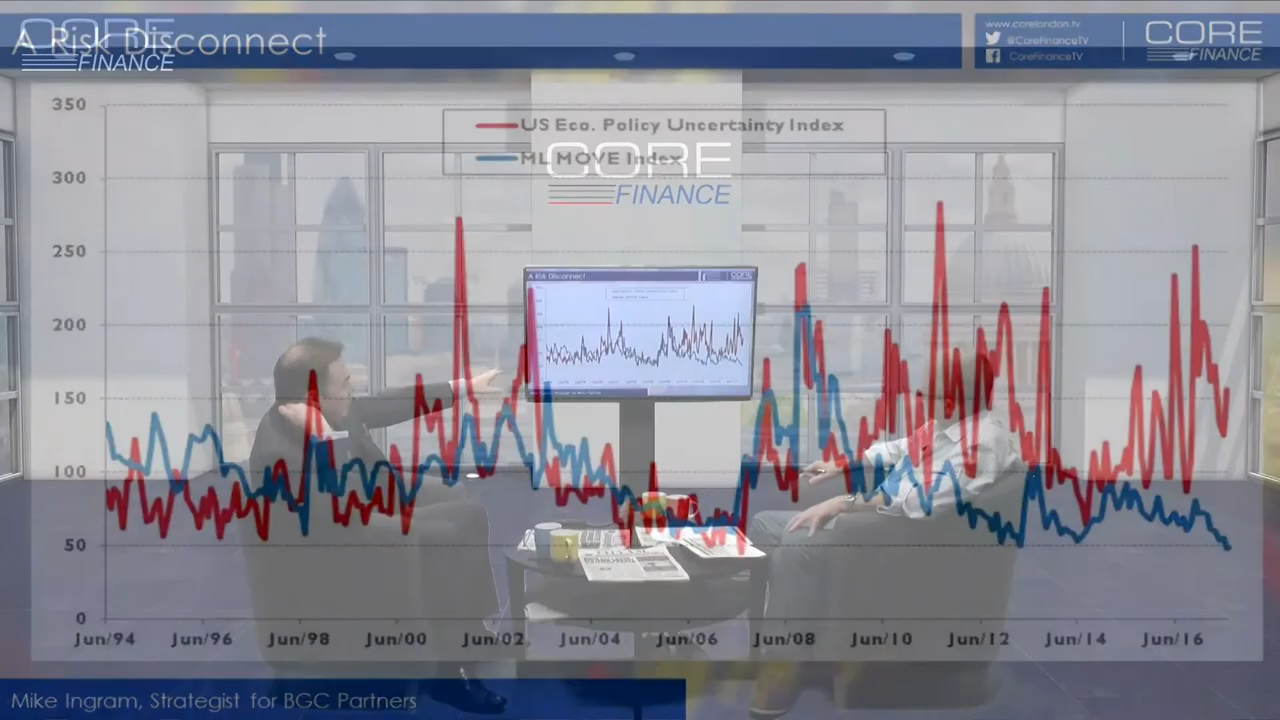 A Risk Disconnect
CORE
FINANCE
www.corelondon.tv
@CoreFinanceTV
CoreFinanceTV
CORE
FINANCE
350
300
250
200
150
100
50
0
US Eco. Policy Uncertainty Index
ML MOVE Index
CORE
FINANCE
A Risk Disconnect
CORE
Jun/94 Jun/96 Jun/98 Jun/00 Jun/02 Jun/04 Jun/06 Jun/08 Jun/10 Jun/12 Jun/14 Jun/16
Mike Ingram, Strategist for BGC Partners